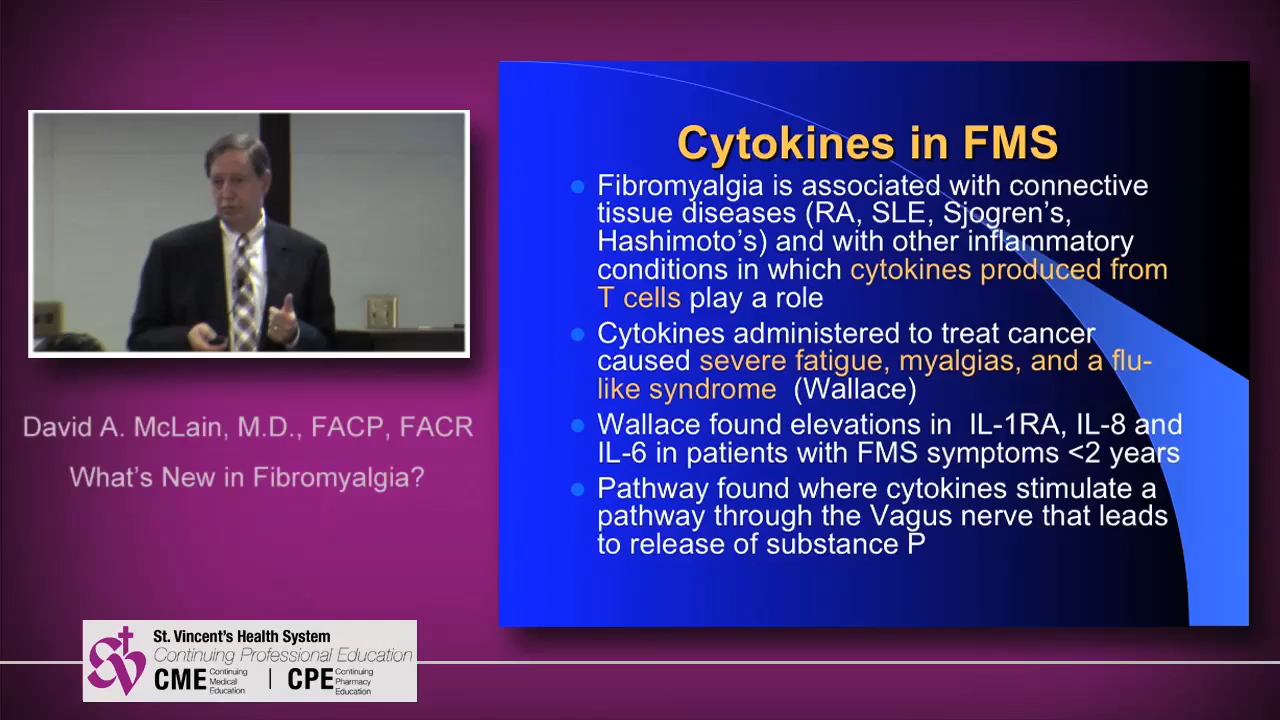 Cytokines in FMS
Fibromyalgia is associated with connective
tissue diseases (RA, SLE, Sjogren's,
Hashimoto's) and with other inflammatory
conditions in which cytokines produced from
T cells play a role
Cytokines administered to treat cancer
caused severe fatigue, myalgias, and a flu-
like syndrome (Wallace)
Wallace found elevations in IL-1RA, IL-8 and
IL-6 in patients with FMS symptoms <2 years
Pathway found where cytokines stimulate a
pathway through the Vagus nerve that leads
to release of substance P
David A. McLain, M.D., FACP, FACR
What's New in Fibromyalgia?
St. Vincent's Health System
Continuing Professional Education
CME Continuing Medical Education | CPE Continuing Pharmacy Education